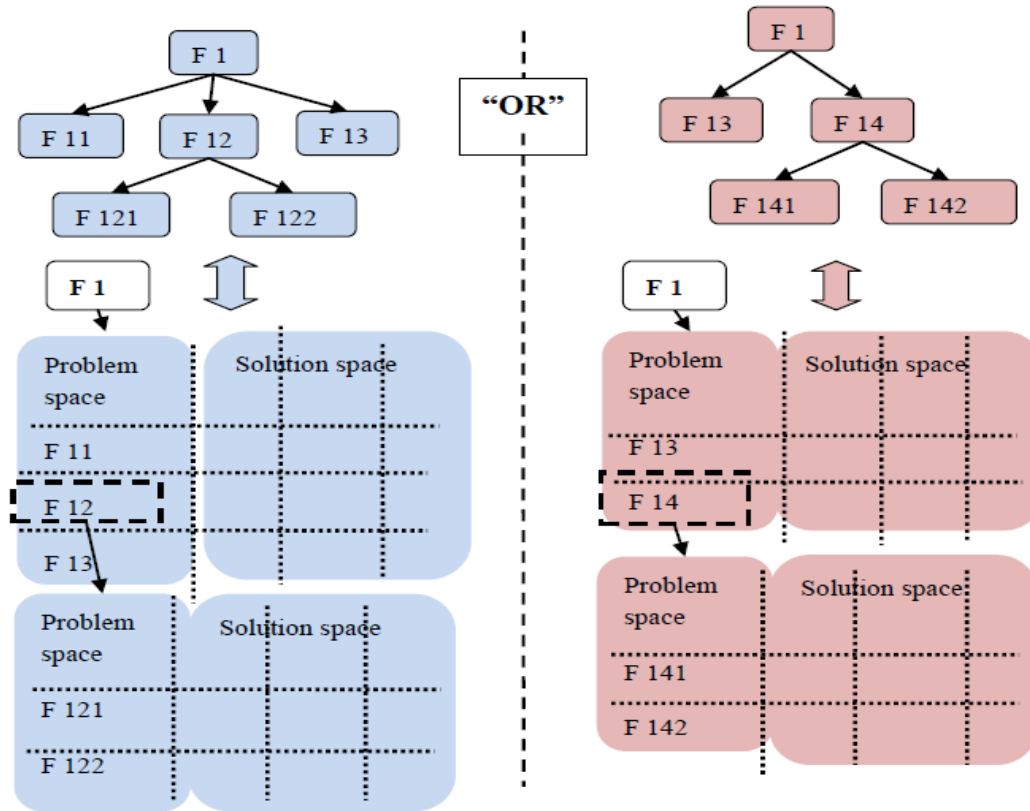 F 1
F 11
F 12
F 13
F 121
F 122
F 1
Problem
space
Solution space
F 11
F 12
F 13
Problem
space
Solution space
F 121
F 122
“OR”
F 1
F 13
F 14
F 141
F 142
F 1
Problem
space
Solution space
F 13
F 14
Problem
space
Solution space
F 141
F 142